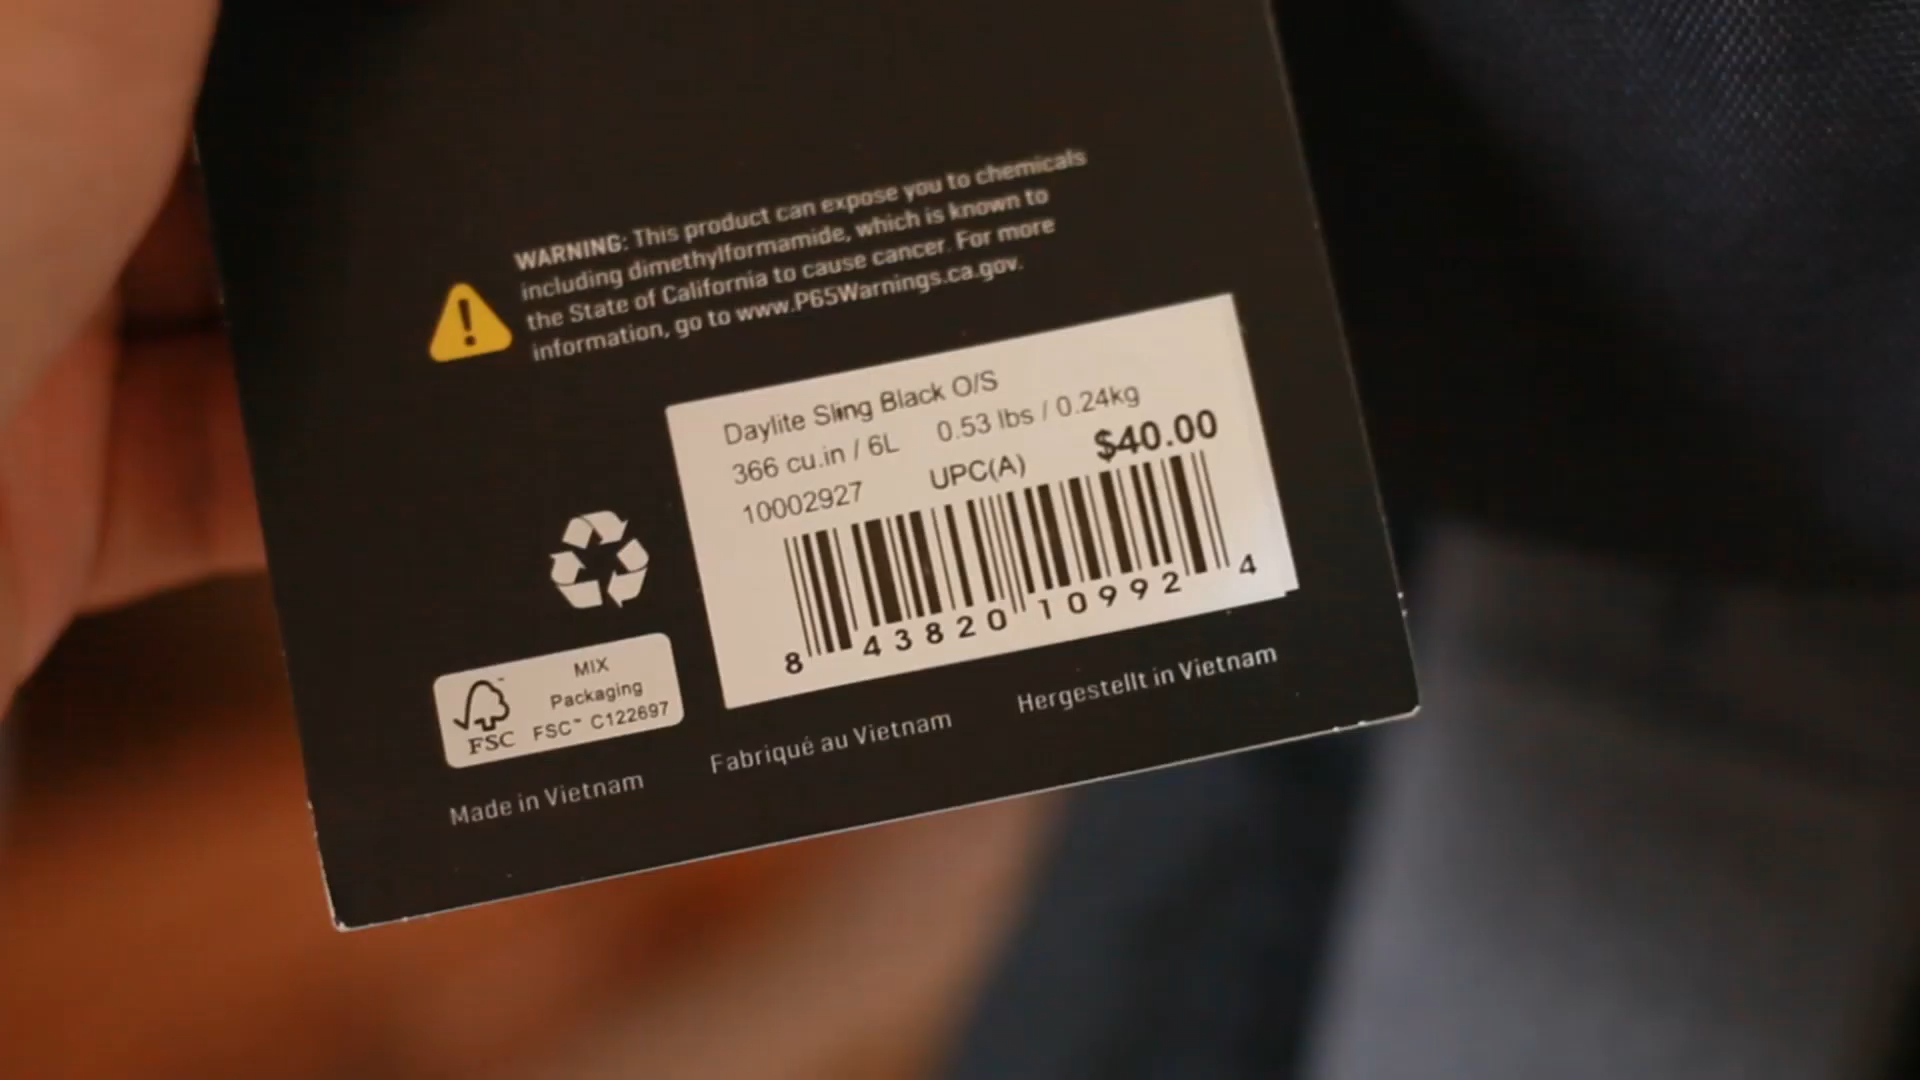 WARNING: This product can expose you to chemicals
including dimethylformamide, which is known to
the State of California to cause cancer. For more
information, go to www.P65Warnings.ca.gov.
Daylite Sling Black O/S
366 cu.in / 6L 0.53 lbs / 0.24kg
$40.00
10002927 UPC(A)
8 43820 10992 4
MIX
Packaging
FSC™ C122697
FSC
Made in Vietnam Fabriqué au Vietnam Hergestellt in Vietnam